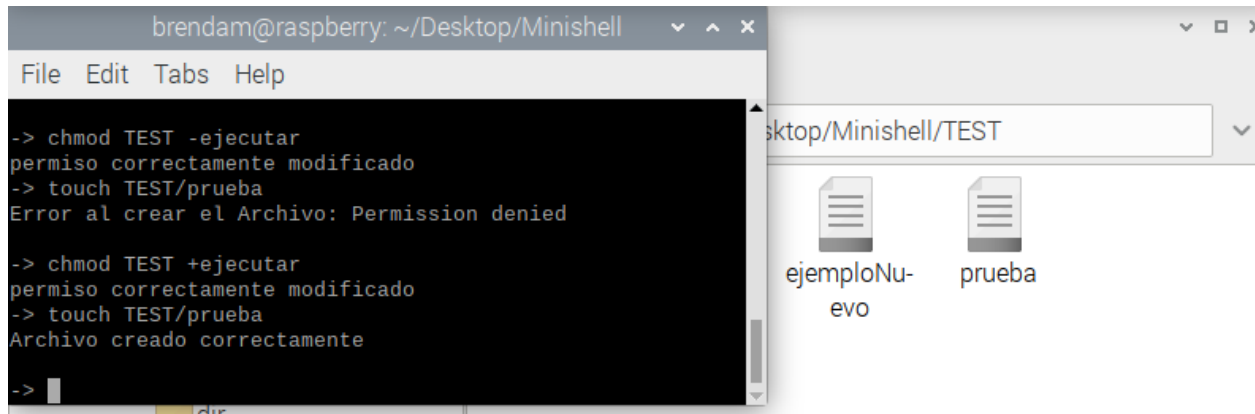 brendam@raspberry: ~/Desktop/Minishell
File Edit Tabs Help
-> chmod TEST -ejecutar
permiso correctamente modificado
-> touch TEST/prueba
Error al crear el Archivo: Permission denied
-> chmod TEST +ejecutar
permiso correctamente modificado
-> touch TEST/prueba
Archivo creado correctamente
->
sktop/Minishell/TEST
ejemploNu-
evo
prueba
dir